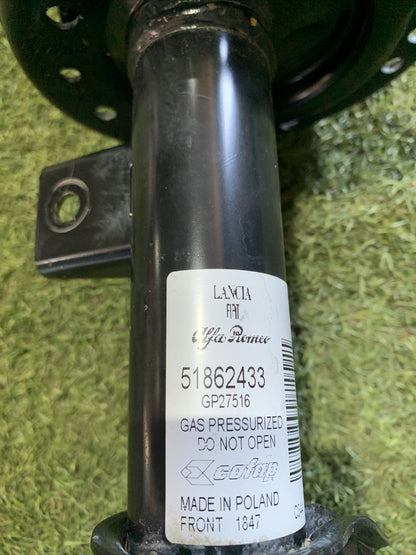 LANCIA
FIAT
Alfa Romeo
51862433
GP27516
GAS PRESSURIZED
DO NOT OPEN
cofap
MADE IN POLAND
FRONT 1847